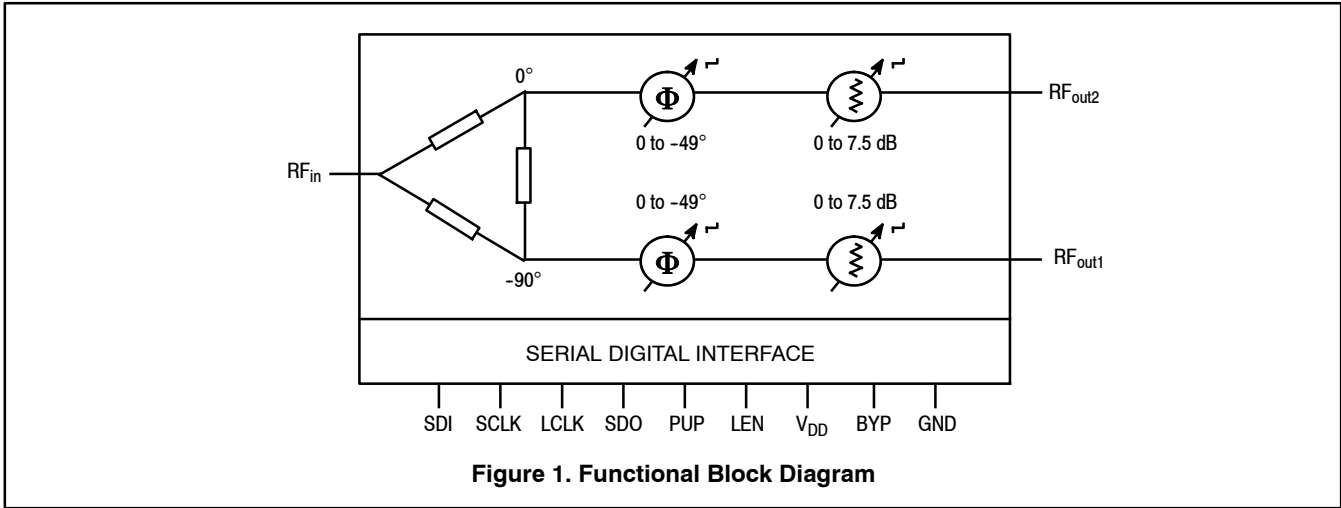 0°
RFout2
Φ
0 to -49°
0 to 7.5 dB
RFin
0 to -49°
0 to 7.5 dB
Φ
RFout1
-90°
SERIAL DIGITAL INTERFACE
SDI SCLK LCLK SDO PUP LEN VDD BYP GND
Figure 1. Functional Block Diagram